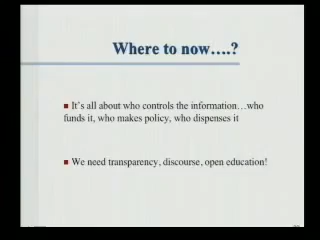 Where to now….?
It's all about who controls the information…who
funds it, who makes policy, who dispenses it
We need transparency, discourse, open education!